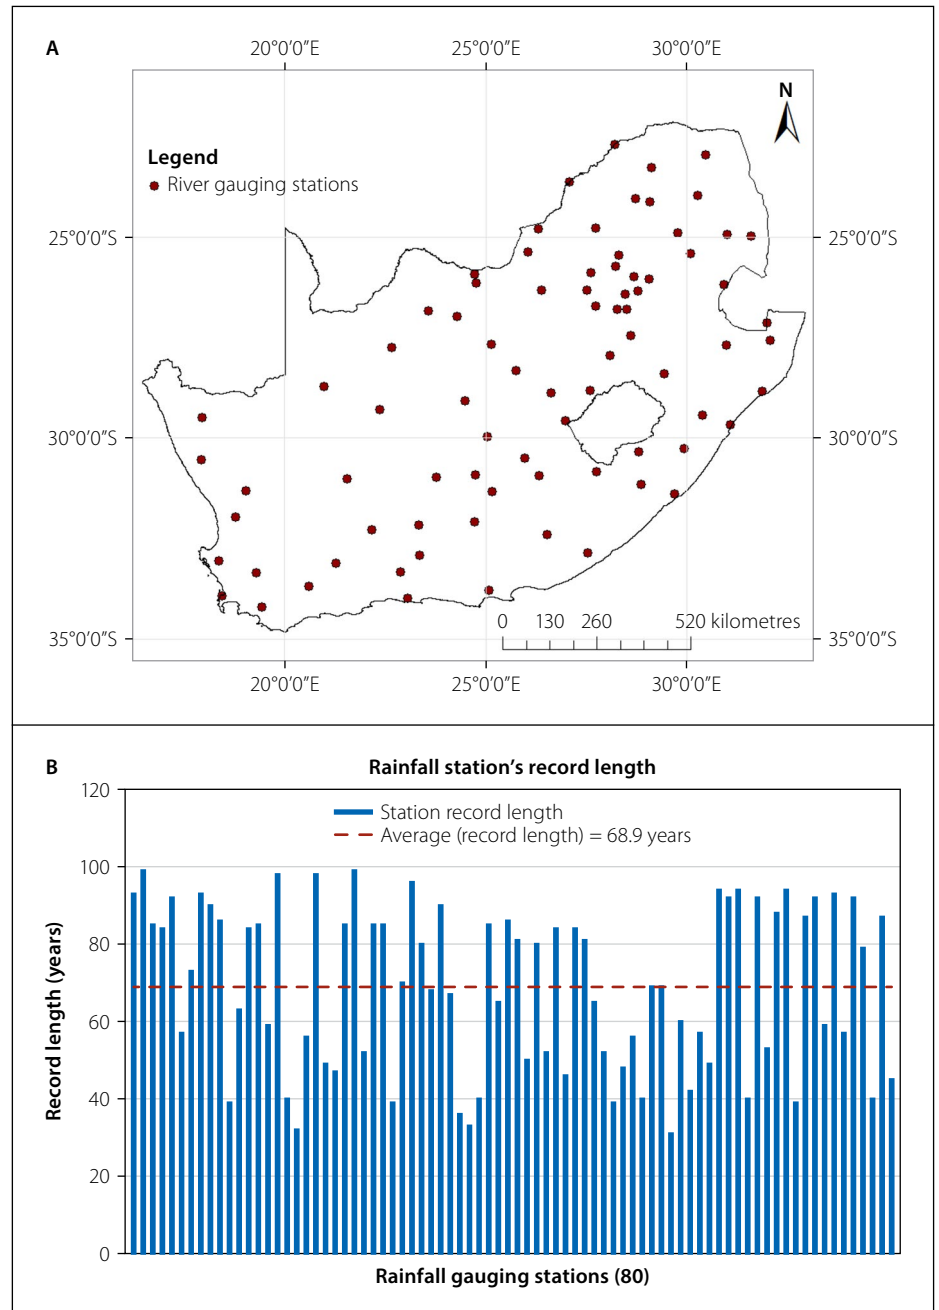 A
20°0′0″E 25°0′0″E 30°0′0″E
N
Legend
River gauging stations
25°0′0″S 25°0′0″S
30°0′0″S 30°0′0″S
0 130 260 520 kilometres
35°0′0″S 35°0′0″S
20°0′0″E 25°0′0″E 30°0′0″E
B
Rainfall station’s record length
120
Station record length
Average (record length) = 68.9 years
100
80
60
40
20
0
Record length (years)
Rainfall gauging stations (80)